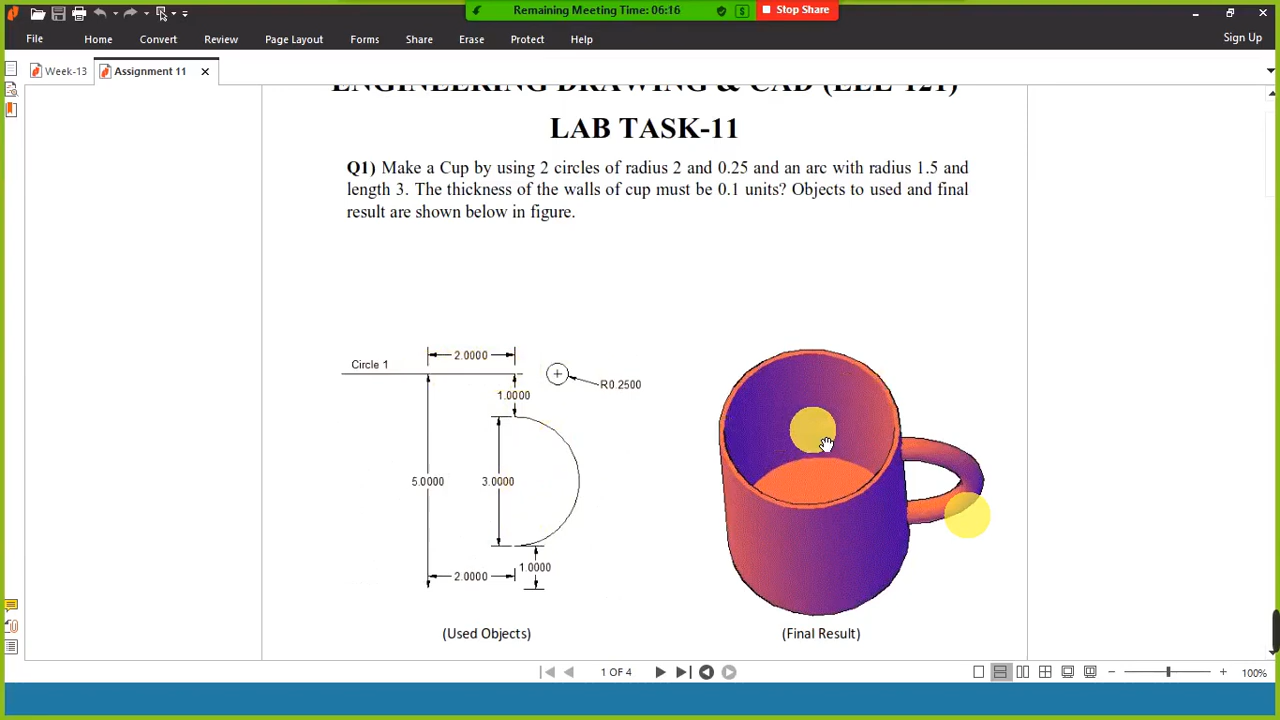 Remaining Meeting Time: 06:16
Stop Share
File Home Convert Review Page Layout Forms Share Erase Protect Help
Sign Up
Week-13 Assignment 11
ENGINEERING DRAWING & CAD (EEE-121)
LAB TASK-11
Q1) Make a Cup by using 2 circles of radius 2 and 0.25 and an arc with radius 1.5 and
length 3. The thickness of the walls of cup must be 0.1 units? Objects to used and final
result are shown below in figure.
2.0000
Circle 1
R0.2500
1.0000
5.0000
3.0000
1.0000
2.0000
(Used Objects)
(Final Result)
1 OF 4
100%